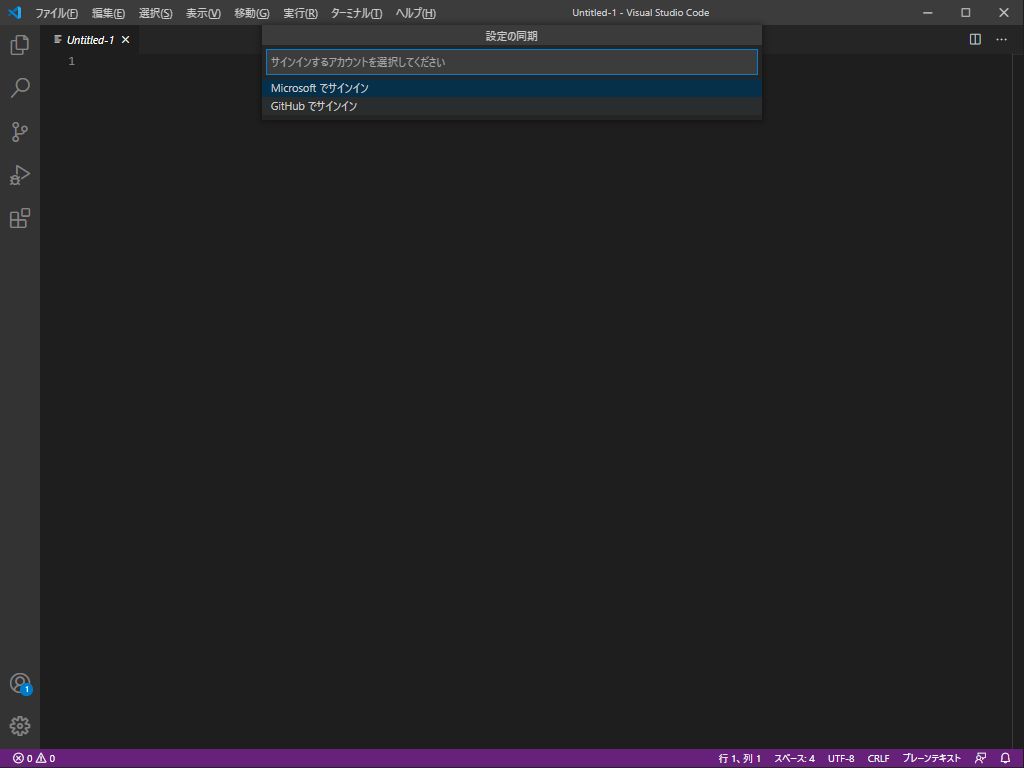 ファイル(F) 編集(E) 選択(S) 表示(V) 移動(G) 実行(R) ターミナル(T) ヘルプ(H) Untitled-1 - Visual Studio Code
Untitled-1
設定の同期
サインインするアカウントを選択してください
Microsoft でサインイン
GitHub でサインイン
1
1
0 0 行 1、列 1 スペース: 4 UTF-8 CRLF プレーンテキスト